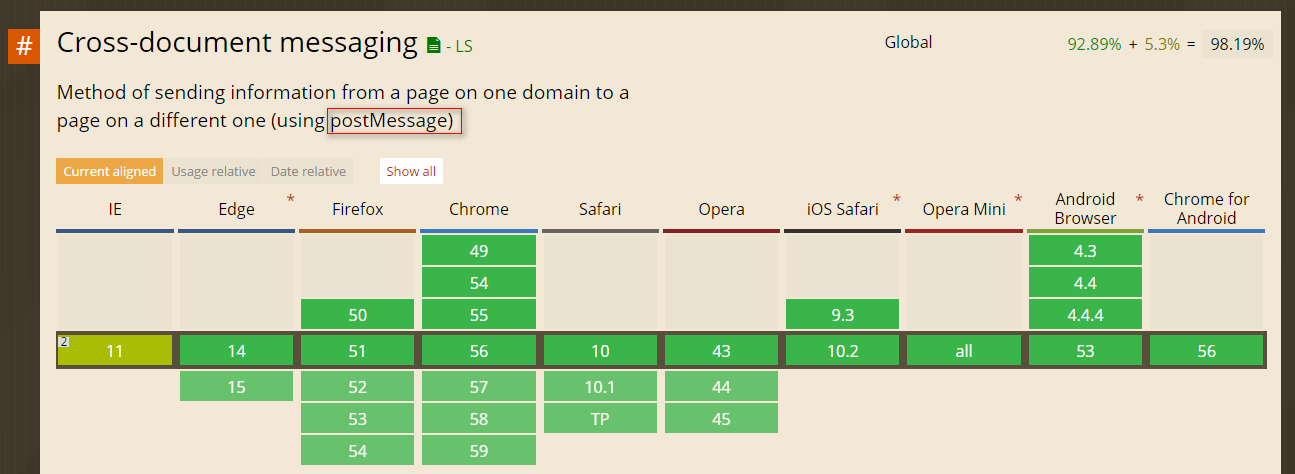 # Cross-document messaging - LS
Global 92.89% + 5.3% = 98.19%
Method of sending information from a page on one domain to a
page on a different one (using postMessage)
Current aligned Usage relative Date relative Show all
IE Edge * Firefox Chrome Safari Opera iOS Safari * Opera Mini * Android Browser * Chrome for Android
49 4.3
54 4.4
50 55 9.3 4.4.4
2 11 14 51 56 10 43 10.2 all 53 56
15 52 57 10.1 44
53 58 TP 45
54 59